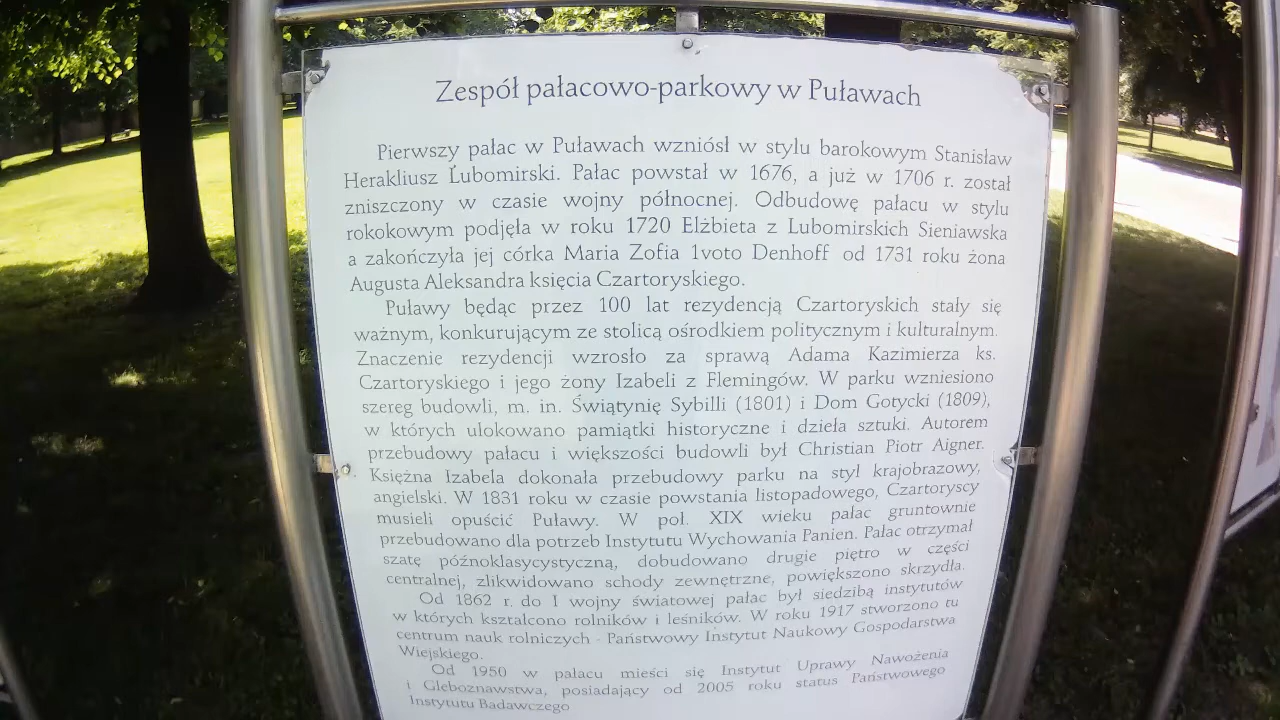 Zespół pałacowo-parkowy w Puławach
Pierwszy pałac w Puławach wzniósł w stylu barokowym Stanisław
Herakliusz Lubomirski. Pałac powstał w 1676, a już w 1706 r. został
zniszczony w czasie wojny północnej. Odbudowę pałacu w stylu
rokokowym podjęła w roku 1720 Elżbieta z Lubomirskich Sieniawska
a zakończyła jej córka Maria Zofia 1voto Denhoff od 1731 roku żona
Augusta Aleksandra księcia Czartoryskiego.
Puławy będąc przez 100 lat rezydencją Czartoryskich stały się
ważnym, konkurującym ze stolicą ośrodkiem politycznym i kulturalnym.
Znaczenie rezydencji wzrosło za sprawą Adama Kazimierza ks.
Czartoryskiego i jego żony Izabeli z Flemingów. W parku wzniesiono
szereg budowli, m. in. Świątynię Sybilli (1801) i Dom Gotycki (1809),
w których ulokowano pamiątki historyczne i dzieła sztuki. Autorem
przebudowy pałacu i większości budowli był Christian Piotr Aigner.
Księżna Izabela dokonała przebudowy parku na styl krajobrazowy,
angielski. W 1831 roku w czasie powstania listopadowego, Czartoryscy
musieli opuścić Puławy. W poł. XIX wieku pałac gruntownie
przebudowano dla potrzeb Instytutu Wychowania Panien. Pałac otrzymał
szatę późnoklasycystyczną, dobudowano drugie piętro w części
centralnej, zlikwidowano schody zewnętrzne, powiększono skrzydła.
Od 1862 r. do I wojny światowej pałac był siedzibą instytutów
w których kształcono rolników i leśników. W roku 1917 stworzono tu
centrum nauk rolniczych - Państwowy Instytut Naukowy Gospodarstwa
Wiejskiego.
Od 1950 w pałacu mieści się Instytut Uprawy Nawożenia
i Gleboznawstwa, posiadający od 2005 roku status Państwowego
Instytutu Badawczego